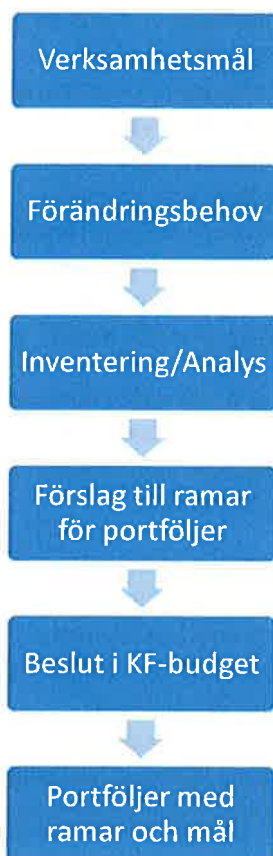 Verksamhetsmål
Förändringsbehov
Inventering/Analys
Förslag till ramar
för portföljer
Beslut i KF-budget
Portföljer med
ramar och mål